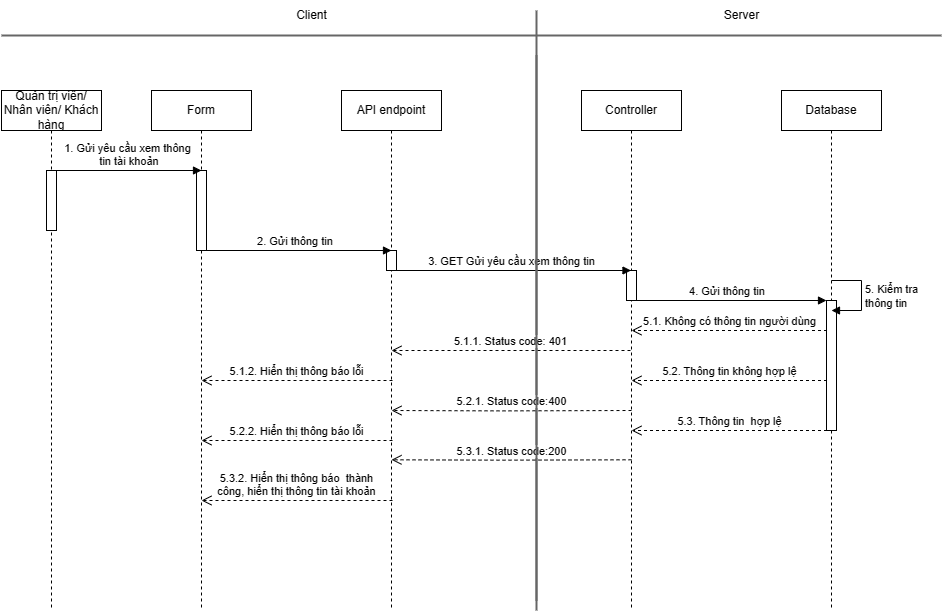 Client
Server
Quản trị viên/
Nhân viên/ Khách
hàng
Form
API endpoint
Controller
Database
1. Gửi yêu cầu xem thông
tin tài khoản
2. Gửi thông tin
3. GET Gửi yêu cầu xem thông tin
4. Gửi thông tin
5. Kiểm tra
thông tin
5.1. Không có thông tin người dùng
5.1.1. Status code: 401
5.1.2. Hiển thị thông báo lỗi
5.2. Thông tin không hợp lệ
5.2.1. Status code:400
5.2.2. Hiển thị thông báo lỗi
5.3. Thông tin  hợp lệ
5.3.1. Status code:200
5.3.2. Hiển thị thông báo  thành
công, hiển thị thông tin tài khoản